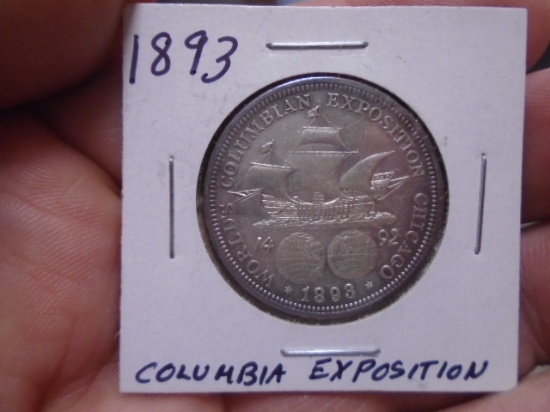 1893
WORLD'S COLUMBIAN EXPOSITION CHICAGO
14 92
* 1893 *
COLUMBIA EXPOSITION